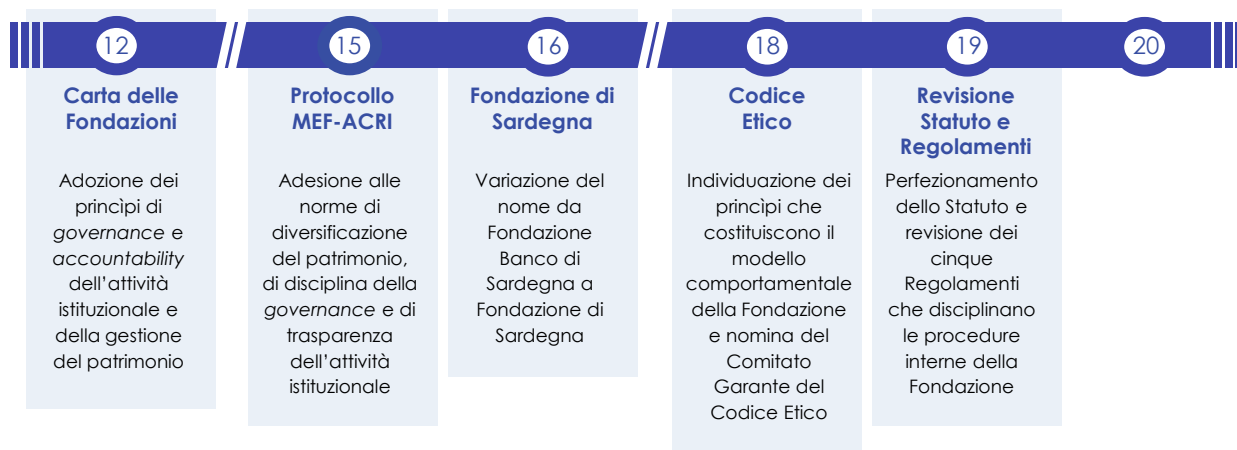 12
15
16
18
19
20
Carta delle
Fondazioni
Adozione dei
princìpi di
governance e
accountability
dell'attività
istituzionale e
della gestione
del patrimonio
Protocollo
MEF-ACRI
Adesione alle
norme di
diversificazione
del patrimonio,
di disciplina della
governance e di
trasparenza
dell'attività
istituzionale
Fondazione di
Sardegna
Variazione del
nome da
Fondazione
Banco di
Sardegna a
Fondazione di
Sardegna
Codice
Etico
Individuazione dei
princìpi che
costituiscono il
modello
comportamentale
della Fondazione
e nomina del
Comitato
Garante del
Codice Etico
Revisione
Statuto e
Regolamenti
Perfezionamento
dello Statuto e
revisione dei
cinque
Regolamenti
che disciplinano
le procedure
interne della
Fondazione